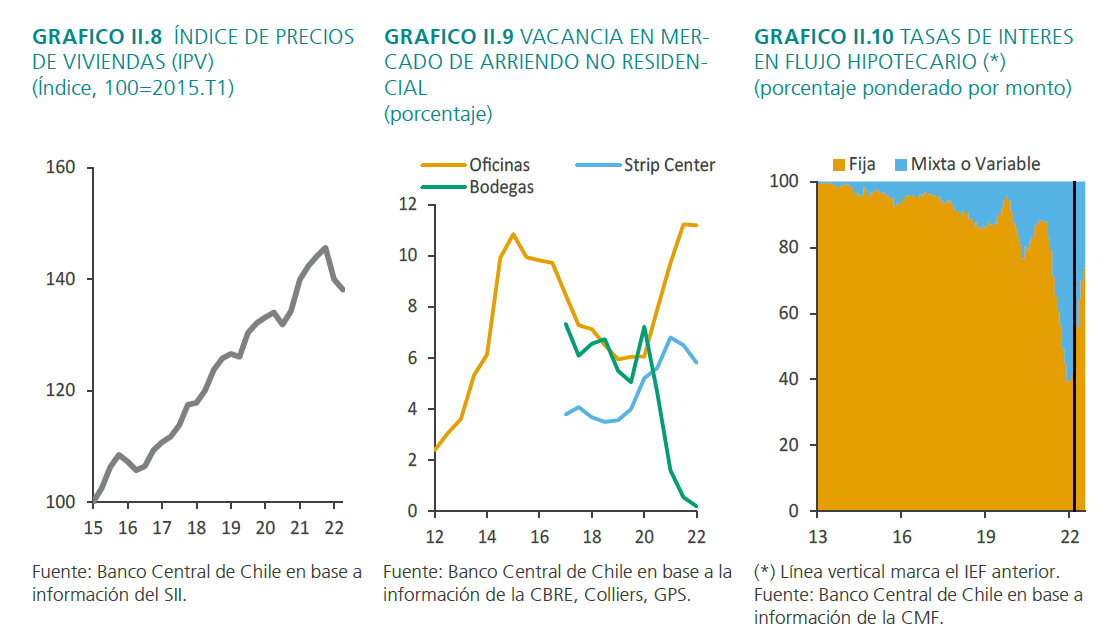 GRAFICO II.8 ÍNDICE DE PRECIOS
DE VIVIENDAS (IPV)
(Índice, 100=2015.T1)
160
140
120
100
15 16 17 18 19 20 21 22
Fuente: Banco Central de Chile en base a
información del SII.
GRAFICO II.9 VACANCIA EN MER-
CADO DE ARRIENDO NO RESIDEN-
CIAL
(porcentaje)
Oficinas Strip Center
Bodegas
12
10
8
6
4
2
0
12 14 16 18 20 22
Fuente: Banco Central de Chile en base a la
información de la CBRE, Colliers, GPS.
GRAFICO II.10 TASAS DE INTERES
EN FLUJO HIPOTECARIO (*)
(porcentaje ponderado por monto)
Fija Mixta o Variable
100
80
60
40
20
0
13 16 19 22
(*) Línea vertical marca el IEF anterior.
Fuente: Banco Central de Chile en base a
información de la CMF.